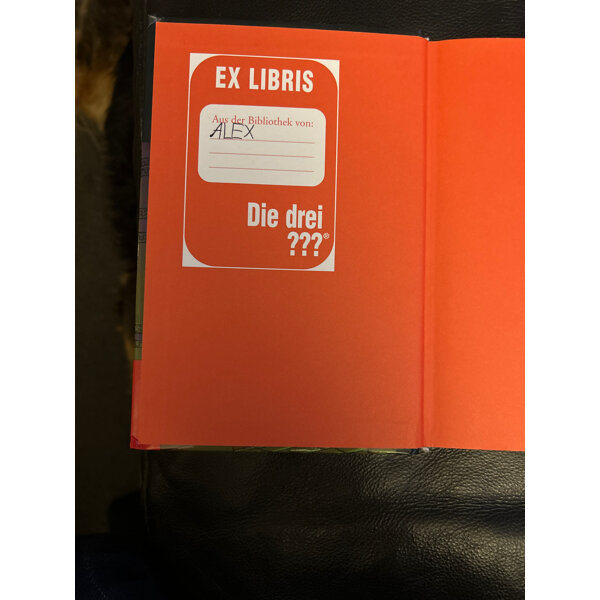 EX LIBRIS
Aus der Bibliothek von:
ALEX
Die drei
???®